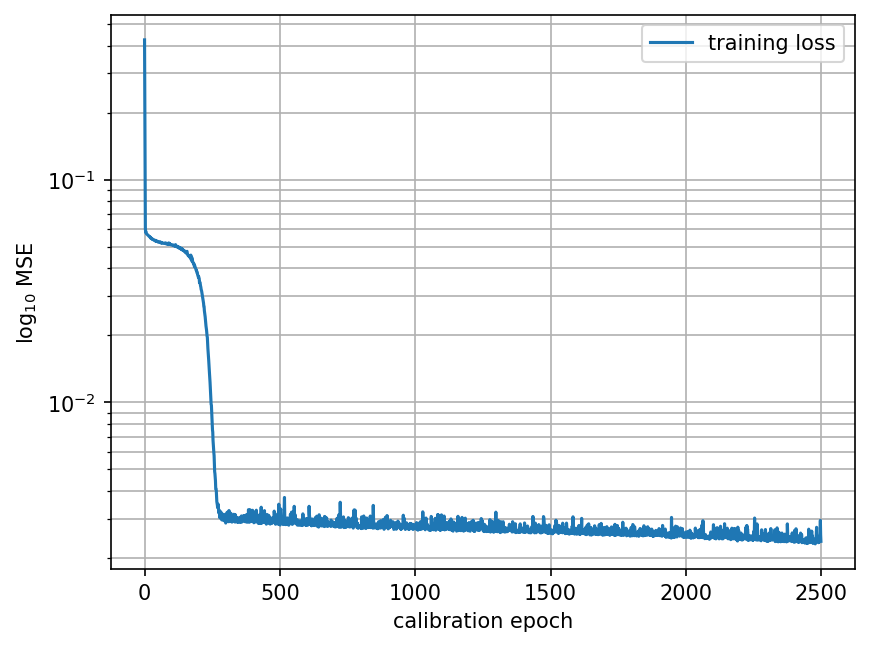 training loss
10⁻¹
10⁻²
log₁₀ MSE
0 500 1000 1500 2000 2500
calibration epoch